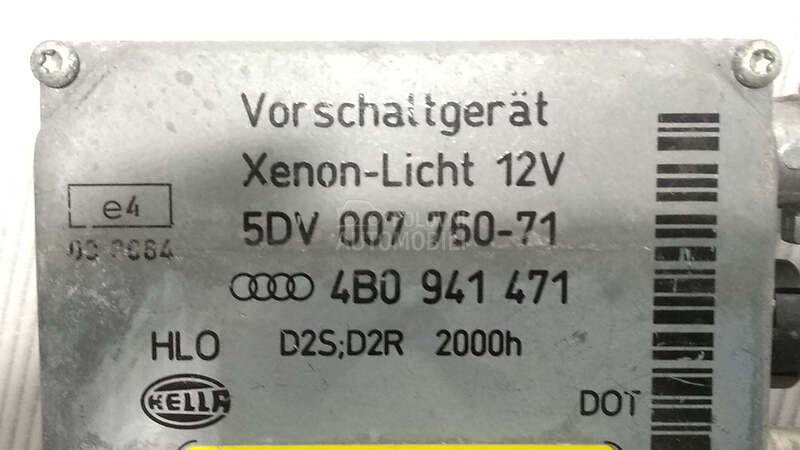 Vorschaltgerät
Xenon-Licht 12V
e4
5DV 007 760-71
4B0 941 471
HLO D2S;D2R 2000h
HELLA
DOT